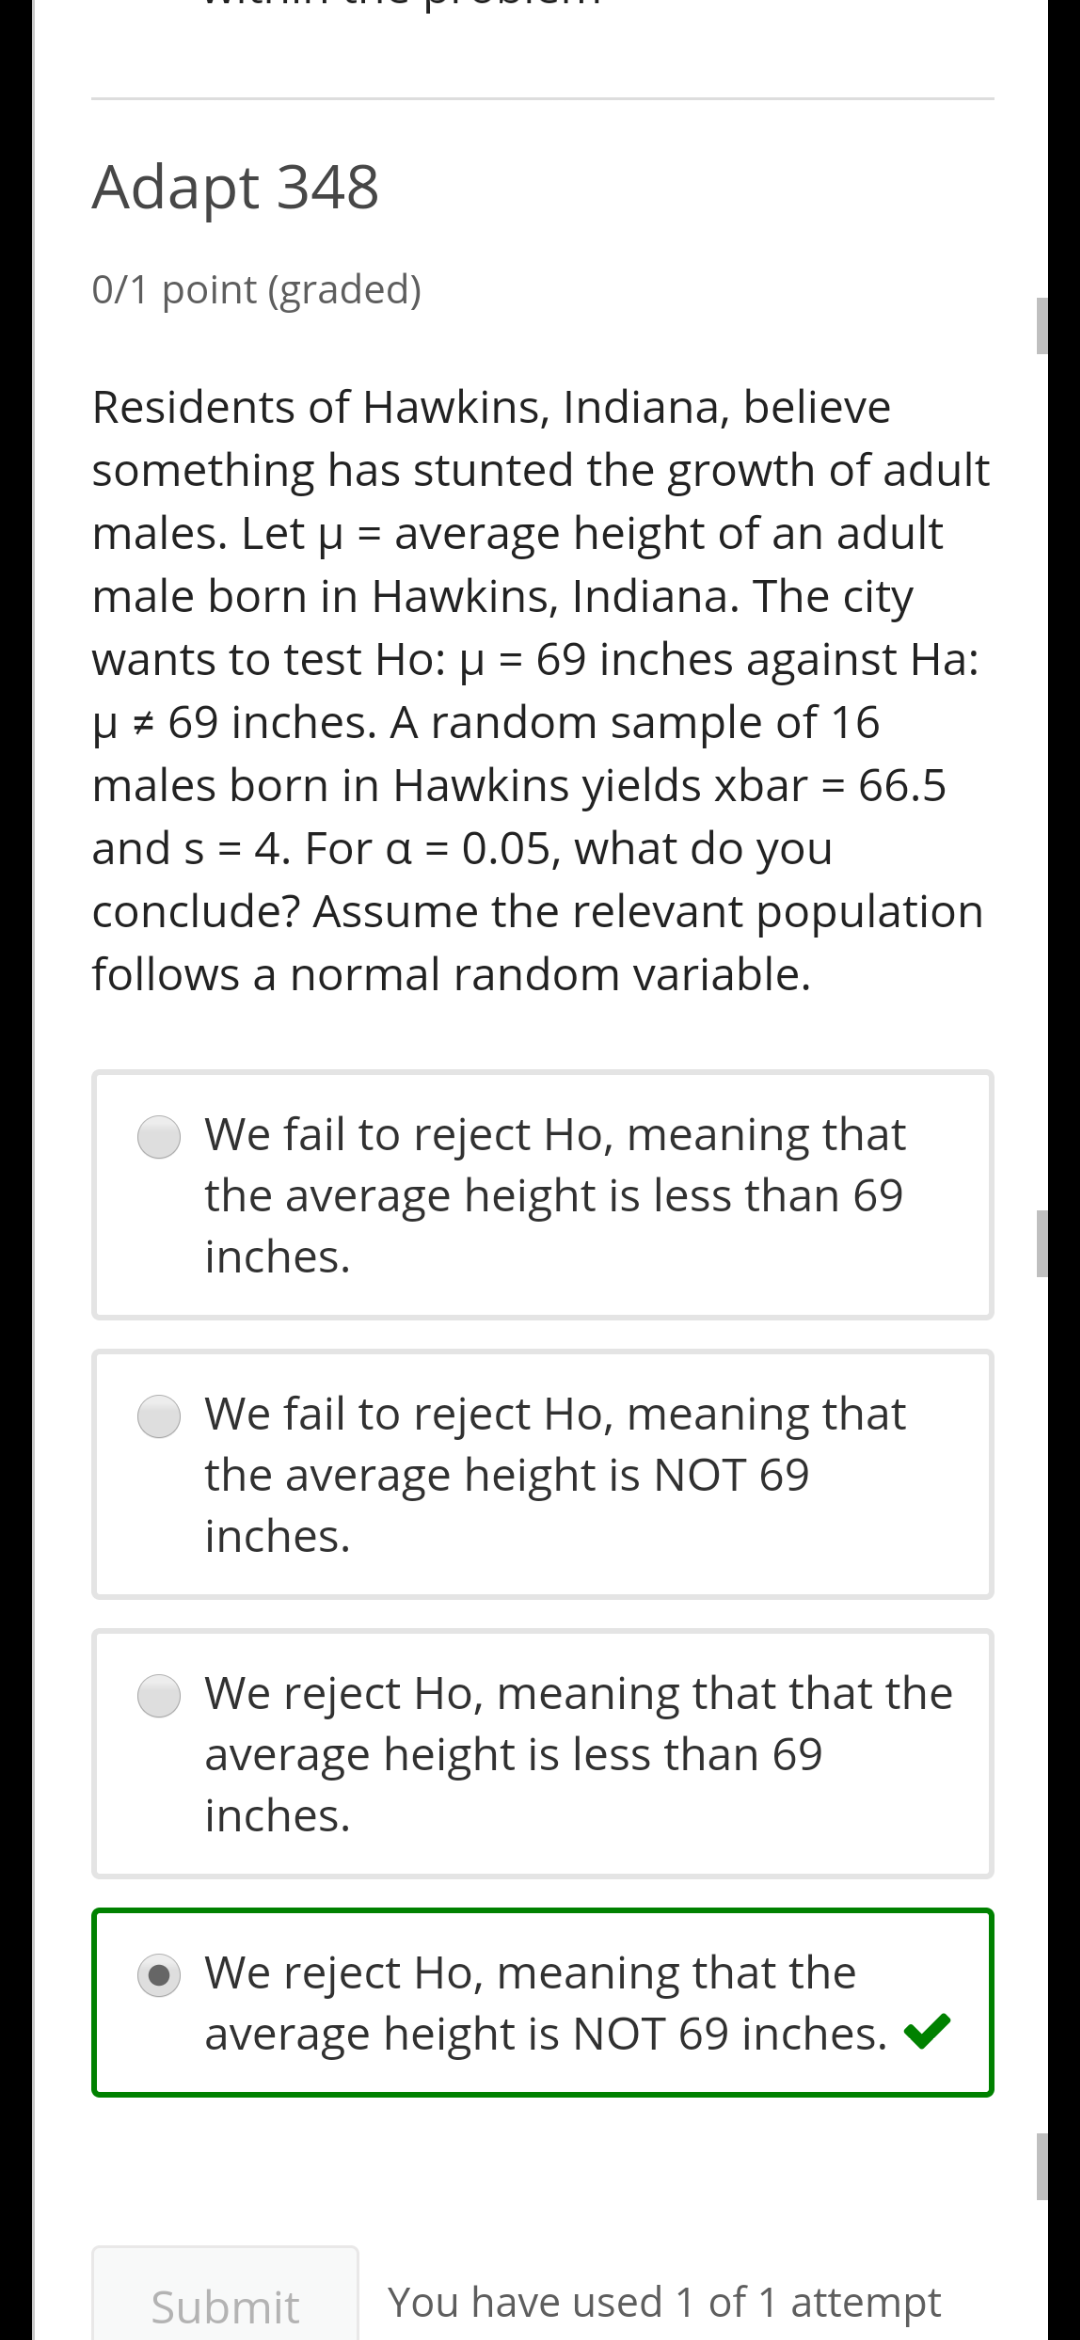 within the problem
Adapt 348
0/1 point (graded)
Residents of Hawkins, Indiana, believe
something has stunted the growth of adult
males. Let μ = average height of an adult
male born in Hawkins, Indiana. The city
wants to test Ho: μ = 69 inches against Ha:
μ ≠ 69 inches. A random sample of 16
males born in Hawkins yields xbar = 66.5
and s = 4. For α = 0.05, what do you
conclude? Assume the relevant population
follows a normal random variable.
We fail to reject Ho, meaning that
the average height is less than 69
inches.
We fail to reject Ho, meaning that
the average height is NOT 69
inches.
We reject Ho, meaning that that the
average height is less than 69
inches.
We reject Ho, meaning that the
average height is NOT 69 inches.
Submit
You have used 1 of 1 attempt